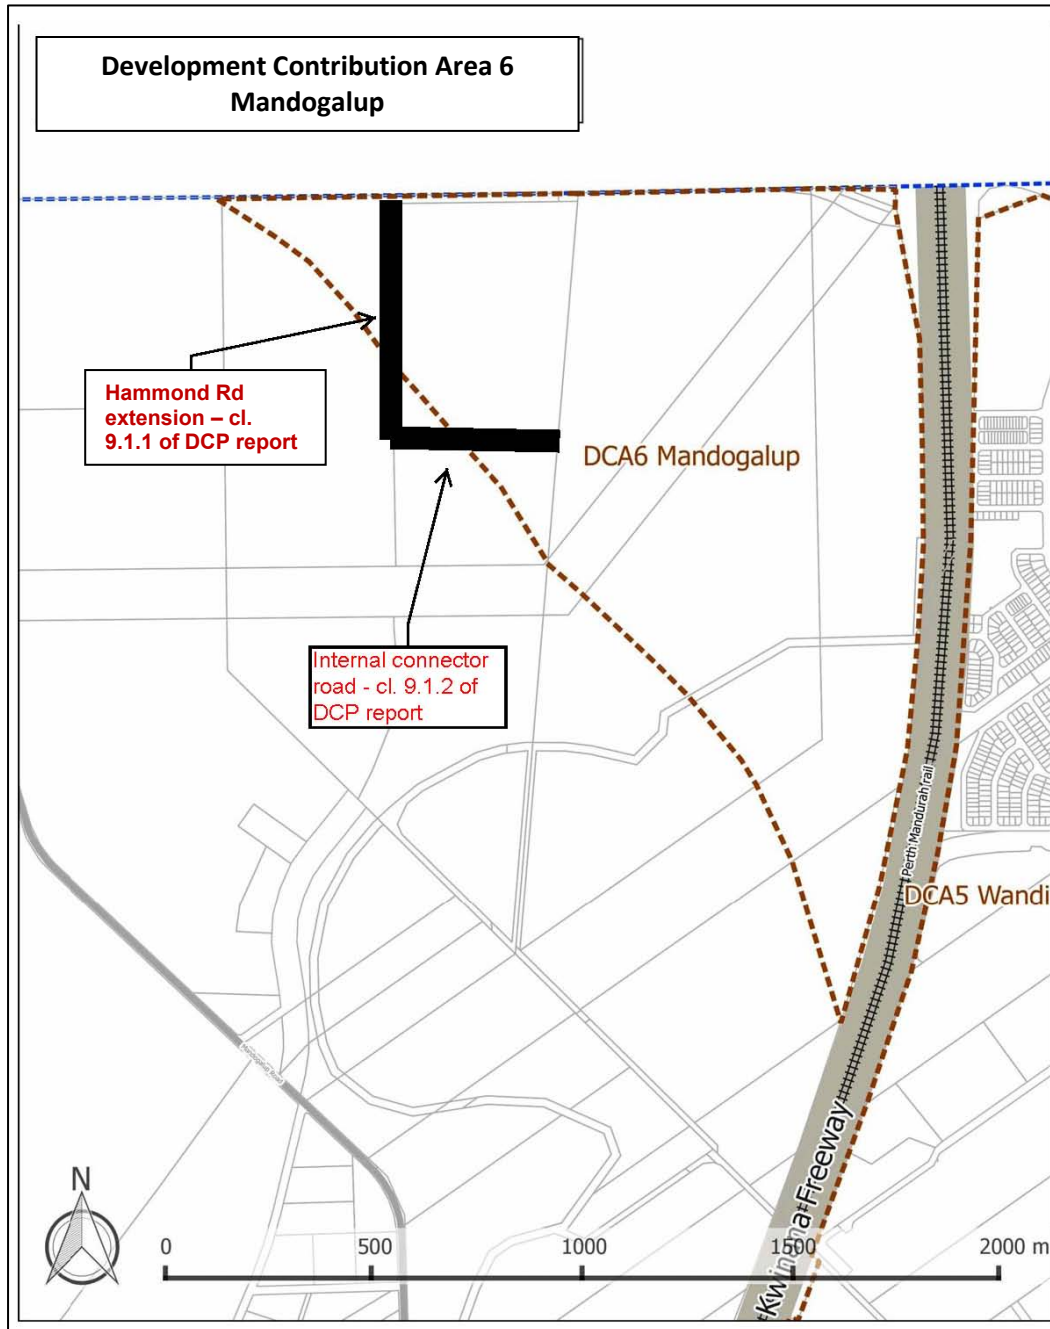 Development Contribution Area 6
Mandogalup
Hammond Rd
extension – cl.
9.1.1 of DCP report
DCA6 Mandogalup
Internal connector
road - cl. 9.1.2 of
DCP report
Perth Mandurah rail
DCA5 Wandi
Mandogalup Road
Kwinana Freeway
N
0 500 1000 1500 2000 m